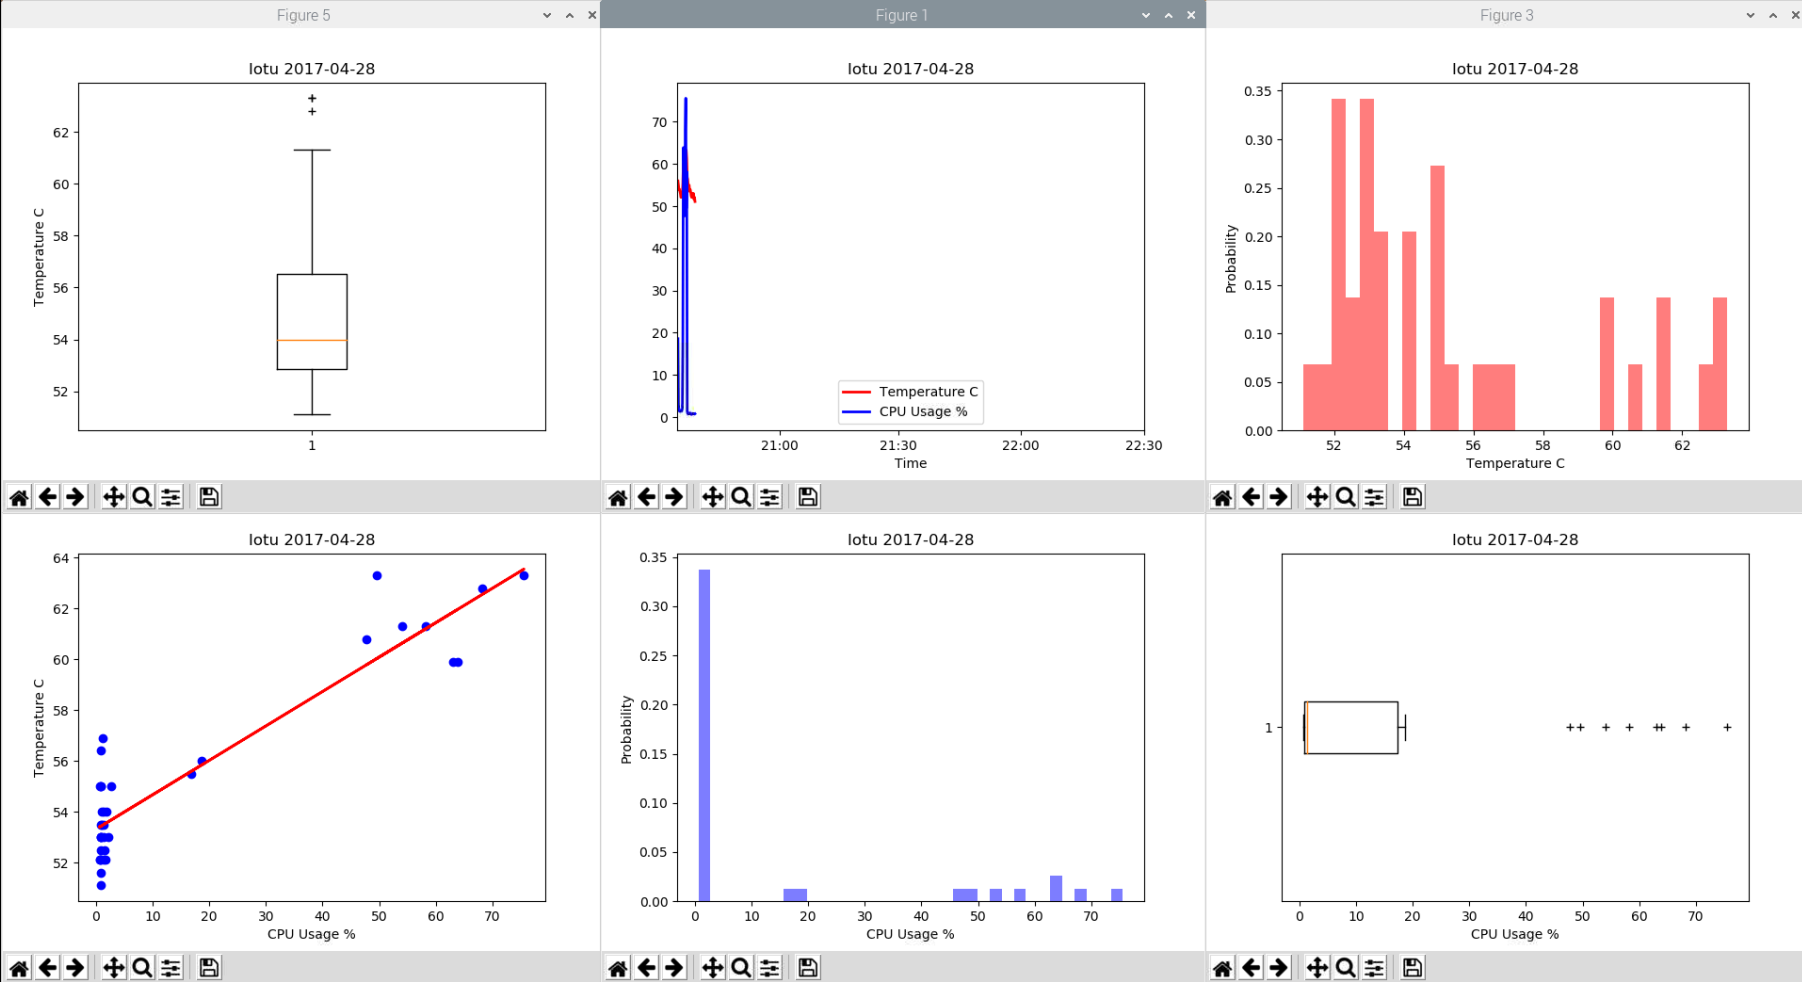 Figure 5
Iotu 2017-04-28
Temperature C
62
60
58
56
54
52
1
Figure 1
Iotu 2017-04-28
70
60
50
40
30
20
10
0
Temperature C
CPU Usage %
21:00 21:30 22:00 22:30
Time
Figure 3
Iotu 2017-04-28
Probability
0.35
0.30
0.25
0.20
0.15
0.10
0.05
0.00
52 54 56 58 60 62
Temperature C
Iotu 2017-04-28
Temperature C
64
62
60
58
56
54
52
0 10 20 30 40 50 60 70
CPU Usage %
Iotu 2017-04-28
Probability
0.35
0.30
0.25
0.20
0.15
0.10
0.05
0.00
0 10 20 30 40 50 60 70
CPU Usage %
Iotu 2017-04-28
1
0 10 20 30 40 50 60 70
CPU Usage %